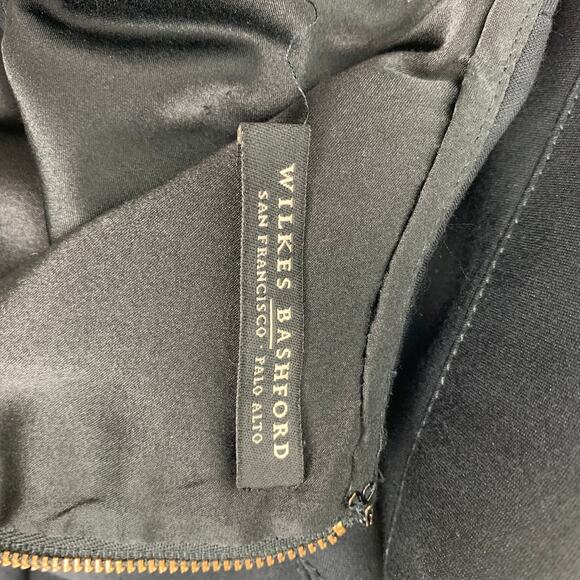 WILKES BASHFORD
SAN FRANCISCO · PALO ALTO